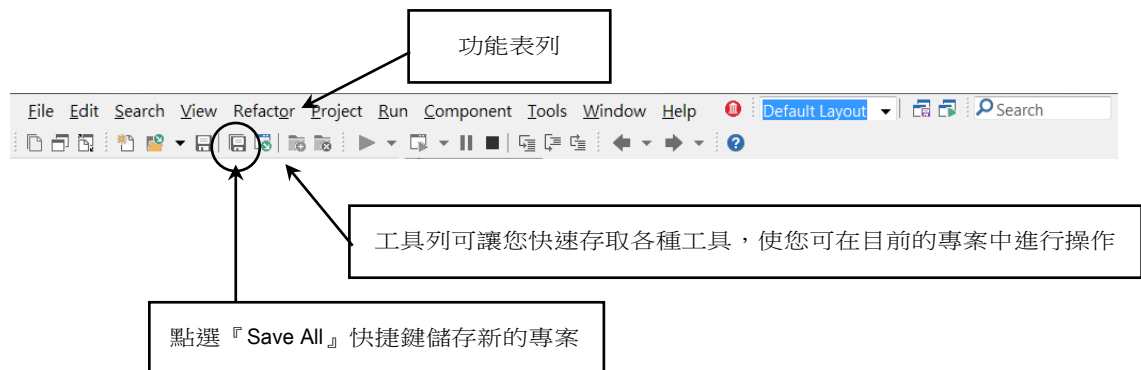 功能表列
File Edit Search View Refactor Project Run Component Tools Window Help Default Layout Search
工具列可讓您快速存取各種工具，使您可在目前的專案中進行操作
點選『Save All』快捷鍵儲存新的專案